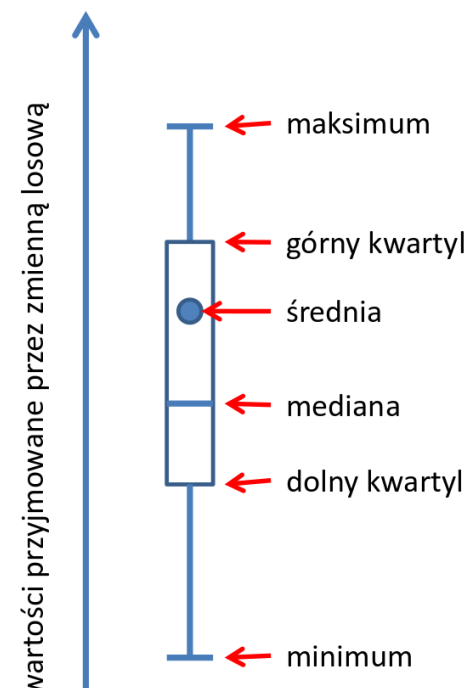 wartości przyjmowane przez zmienną losową
maksimum
górny kwartyl
średnia
mediana
dolny kwartyl
minimum